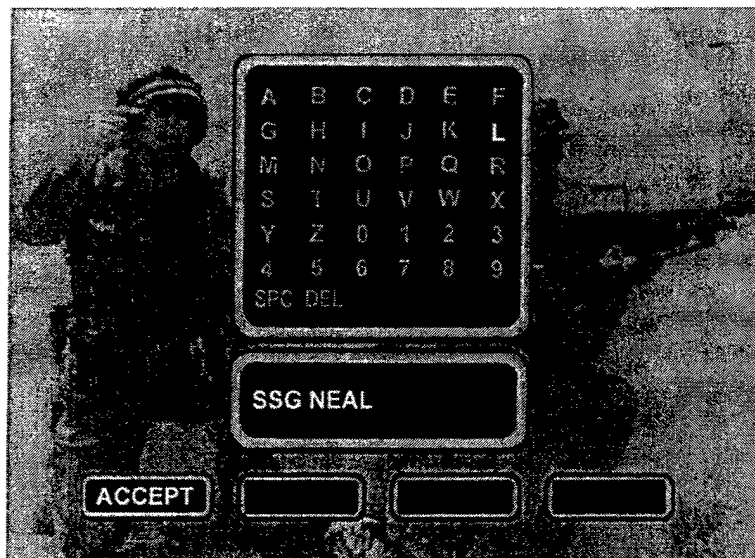 A B C D E F
G H I J K L
M N O P Q R
S T U V W X
Y Z 0 1 2 3
4 5 6 7 8 9
SPC DEL
SSG NEAL
ACCEPT